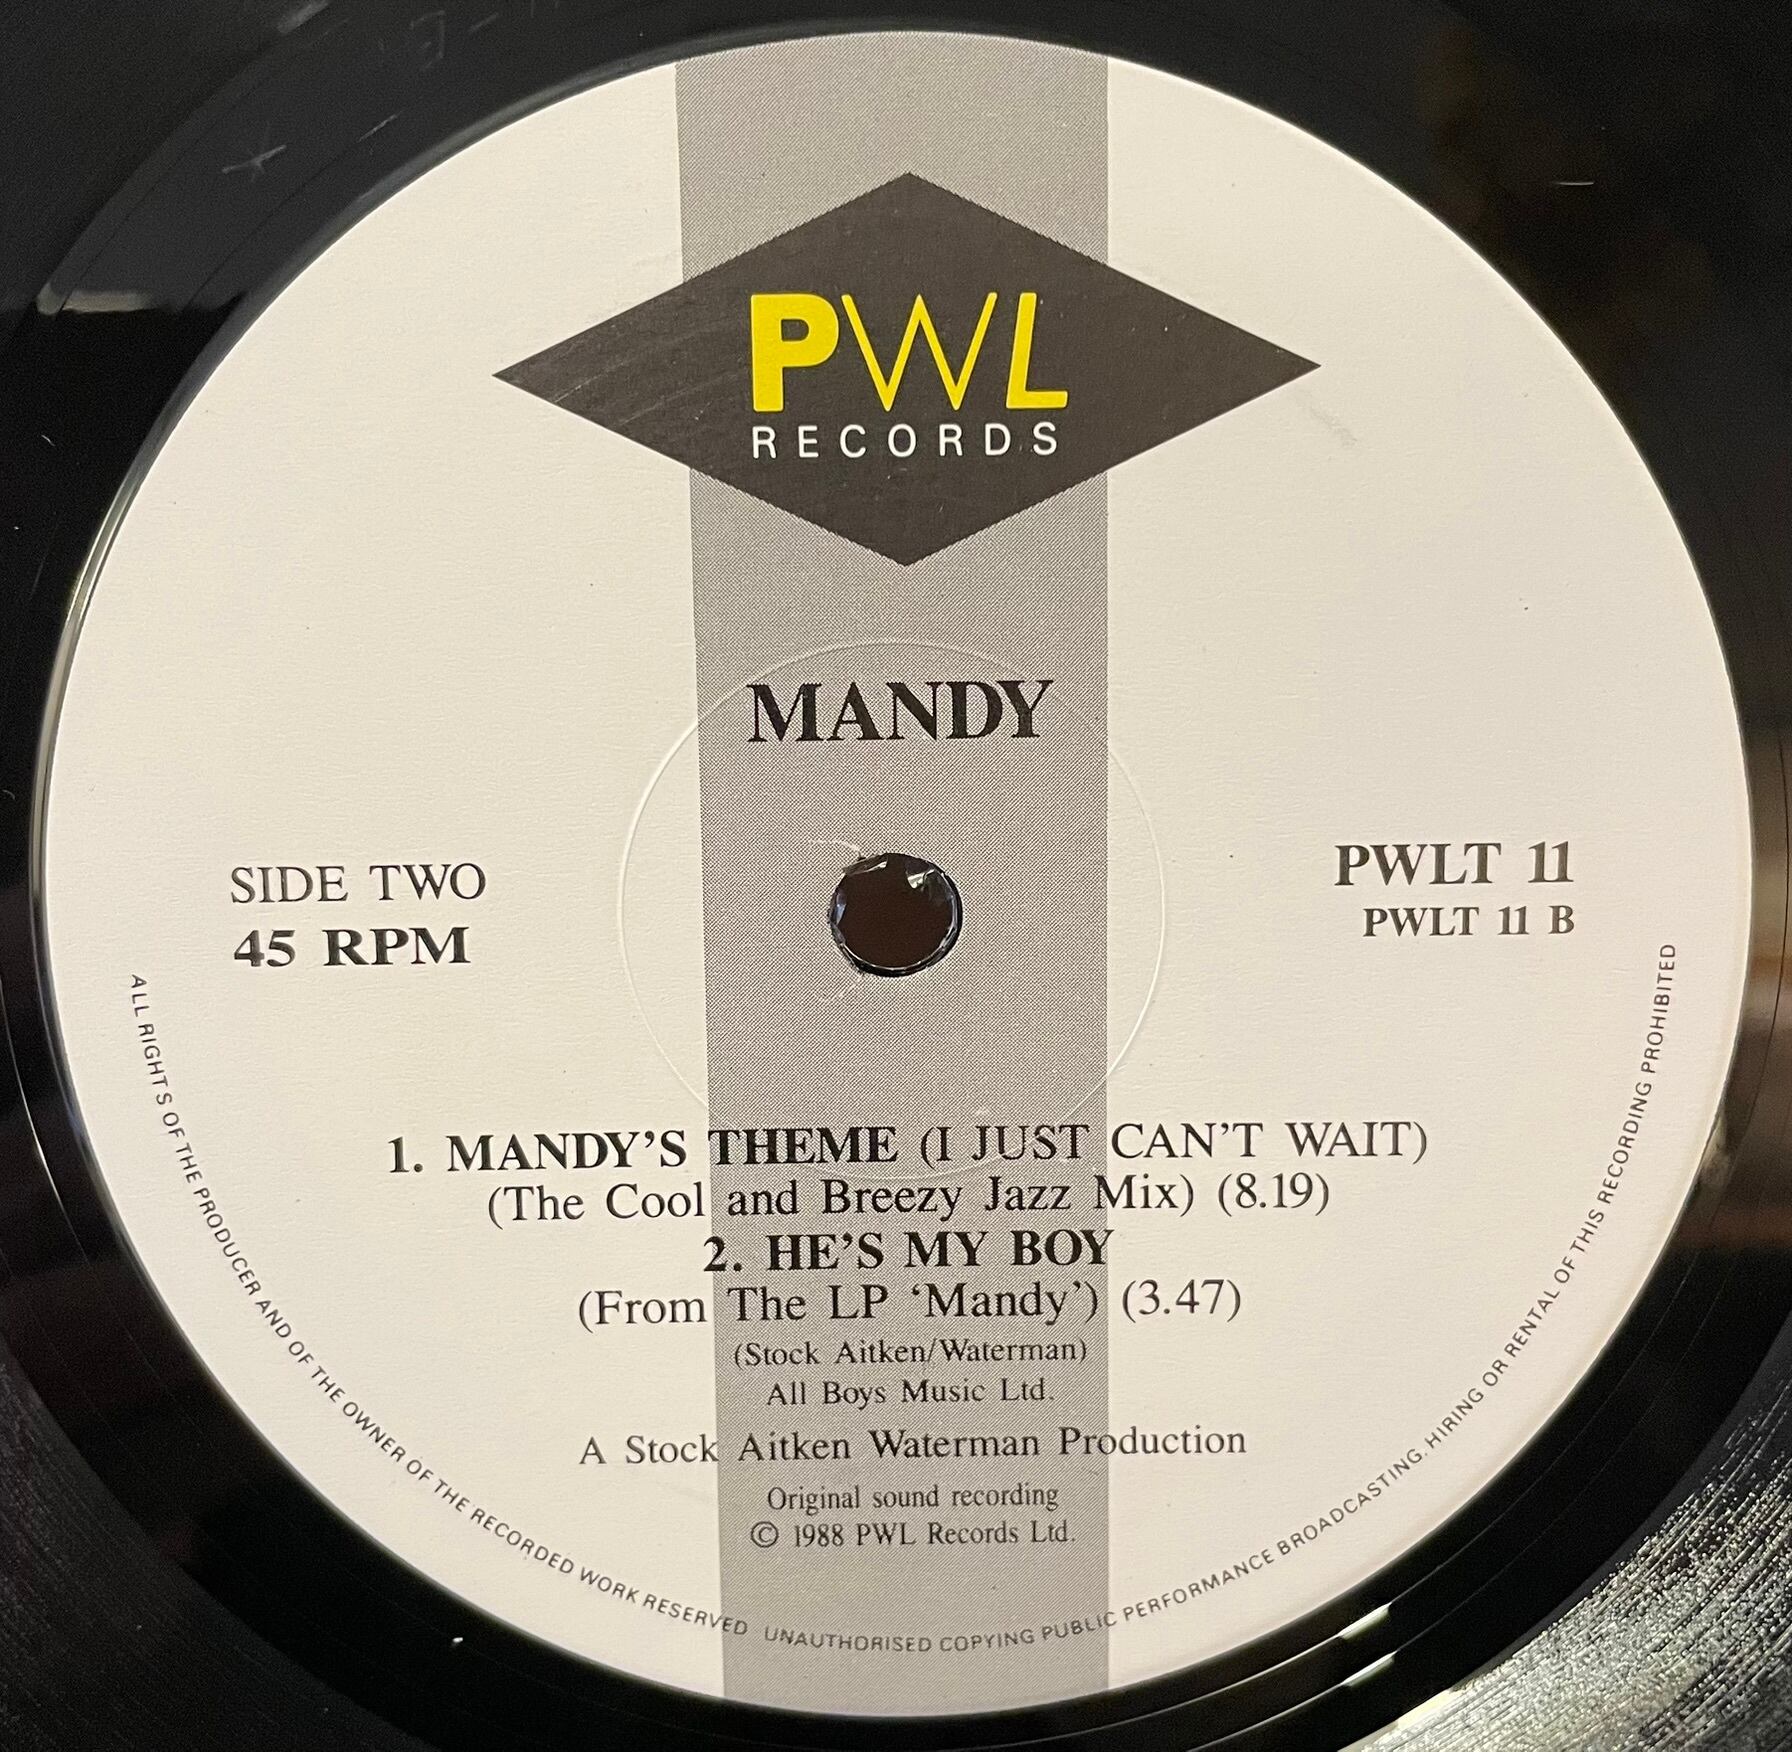 PWL
RECORDS
MANDY
SIDE TWO
45 RPM
PWLT 11
PWLT 11 B
1. MANDY'S THEME (I JUST CAN'T WAIT)
(The Cool and Breezy Jazz Mix) (8.19)
2. HE'S MY BOY
(From The LP ‘Mandy’) (3.47)
(Stock Aitken/Waterman)
All Boys Music Ltd.
A Stock Aitken Waterman Production
Original sound recording
© 1988 PWL Records Ltd.
ALL RIGHTS OF THE PRODUCER AND OF THE OWNER OF THE RECORDED WORK RESERVED UNAUTHORISED COPYING PUBLIC PERFORMANCE BROADCASTING, HIRING OR RENTAL OF THIS RECORDING PROHIBITED